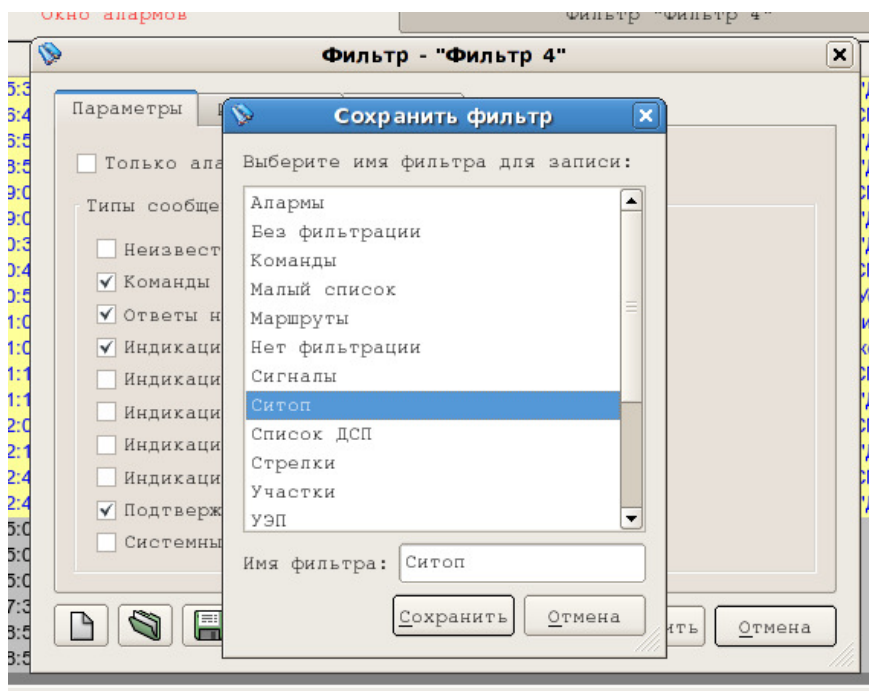 Окно алармов
Фильтр "Фильтр 4"
Фильтр - "Фильтр 4"
Параметры
Сохранить фильтр
Только ала
Выберите имя фильтра для записи:
Типы сообще
Алармы
Без фильтрации
Неизвест
Команды
Команды
Малый список
Ответы н
Маршруты
Индикаци
Нет фильтрации
Индикаци
Сигналы
Индикаци
Ситоп
Индикаци
Список ДСП
Индикаци
Стрелки
Подтверж
Участки
Системны
УЭП
Имя фильтра:
Ситоп
Сохранить
Отмена
ить
Отмена